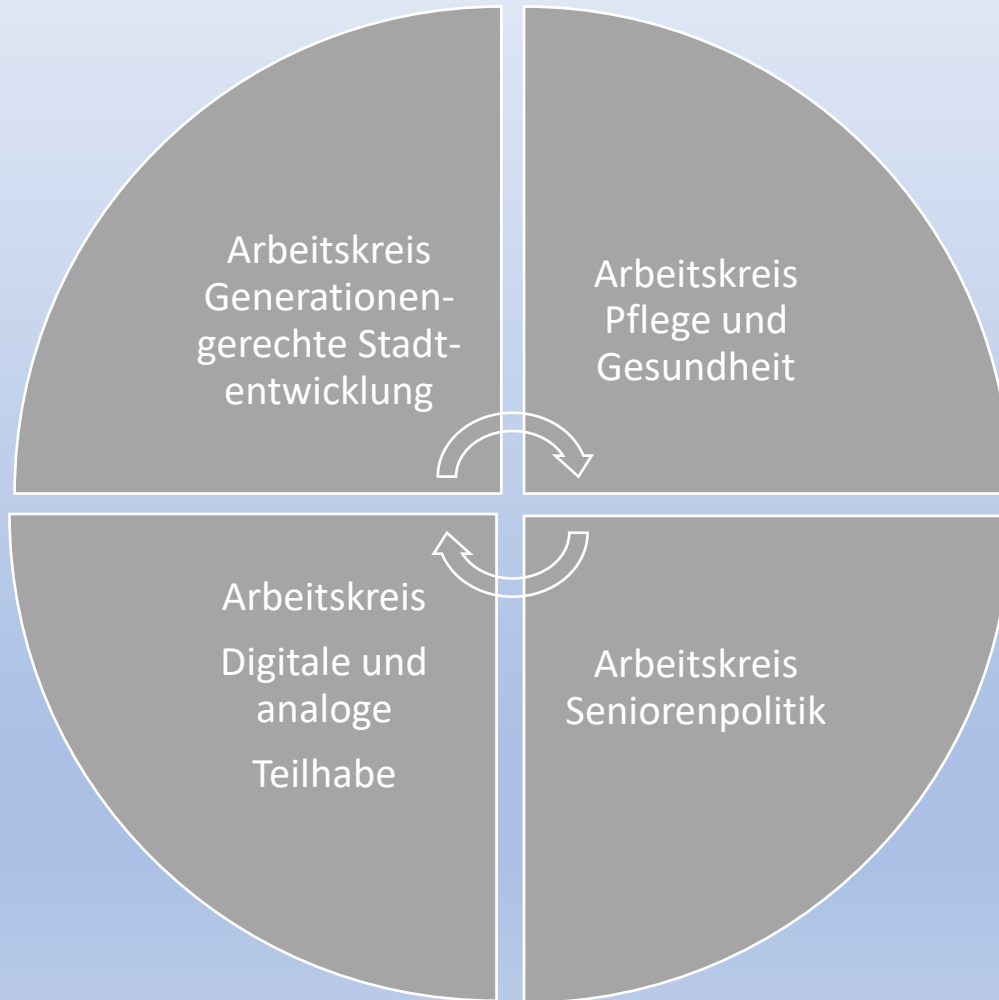 Arbeitskreis
Generationen-
gerechte Stadt-
entwicklung
Arbeitskreis
Pflege und
Gesundheit
Arbeitskreis
Digitale und
analoge
Teilhabe
Arbeitskreis
Seniorenpolitik